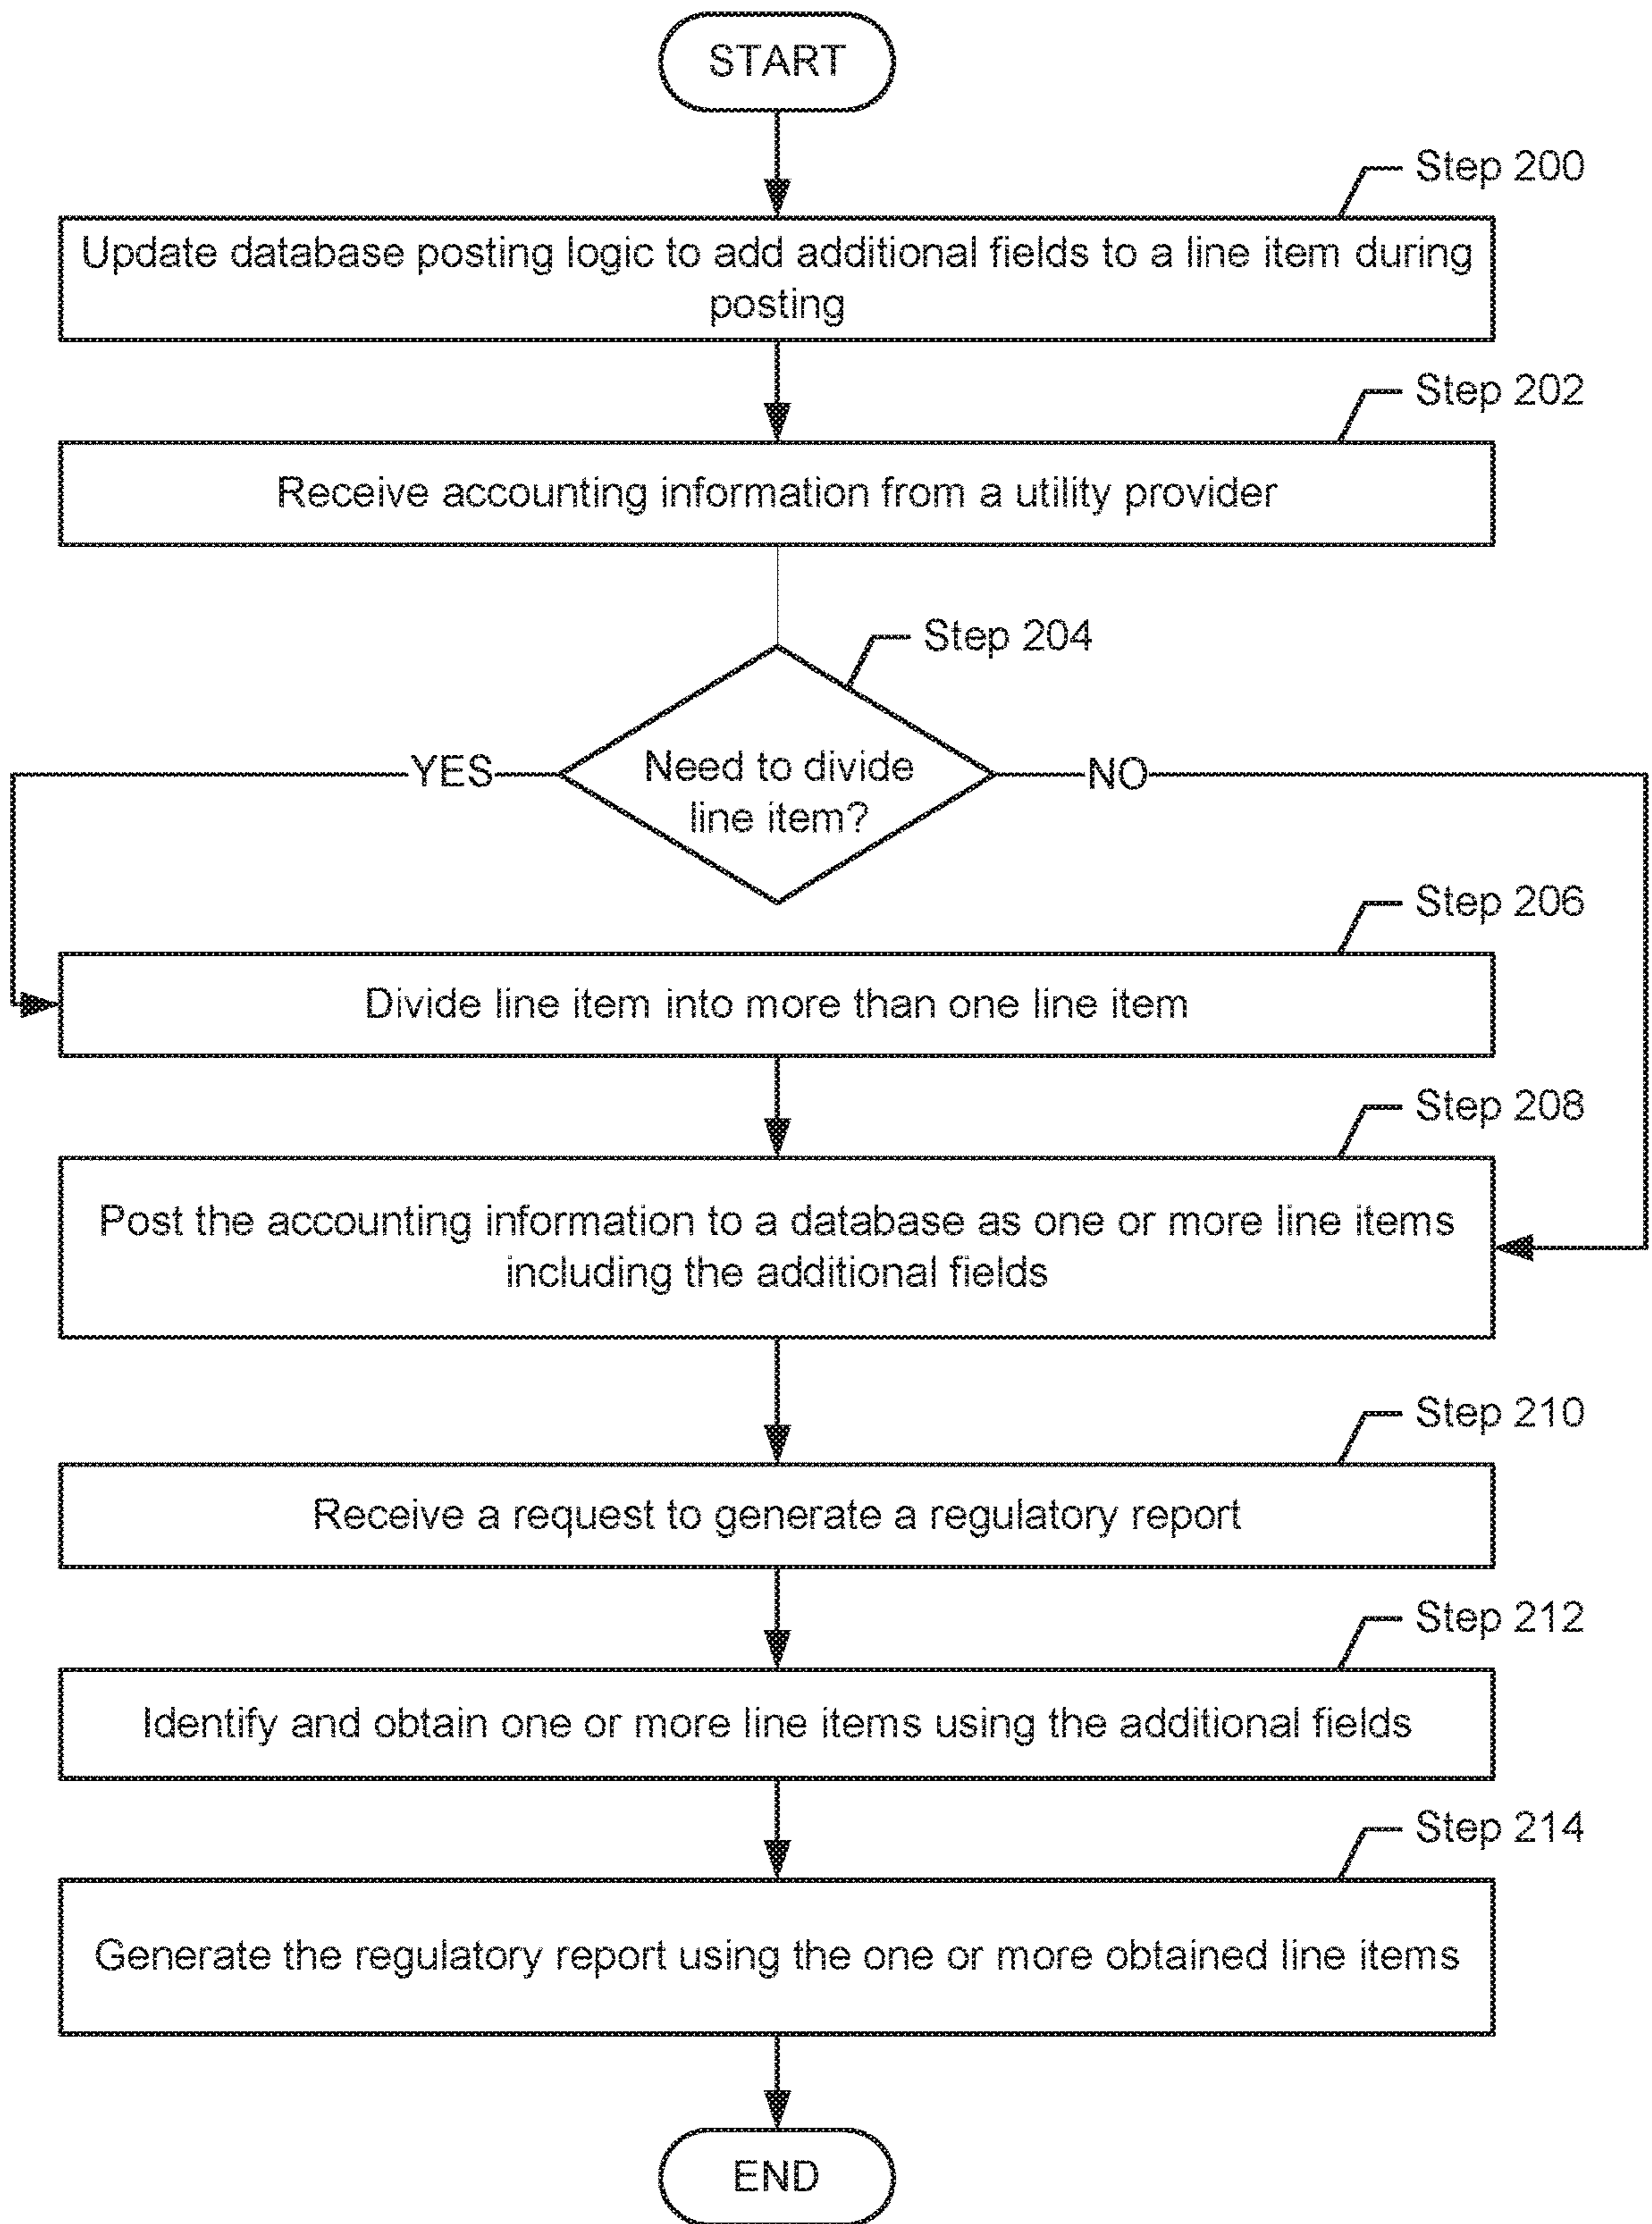 START
Step 200
Update database posting logic to add additional fields to a line item during
posting
Step 202
Receive accounting information from a utility provider
Step 204
YES
Need to divide
line item?
NO
Step 206
Divide line item into more than one line item
Step 208
Post the accounting information to a database as one or more line items
including the additional fields
Step 210
Receive a request to generate a regulatory report
Step 212
Identify and obtain one or more line items using the additional fields
Step 214
Generate the regulatory report using the one or more obtained line items
END